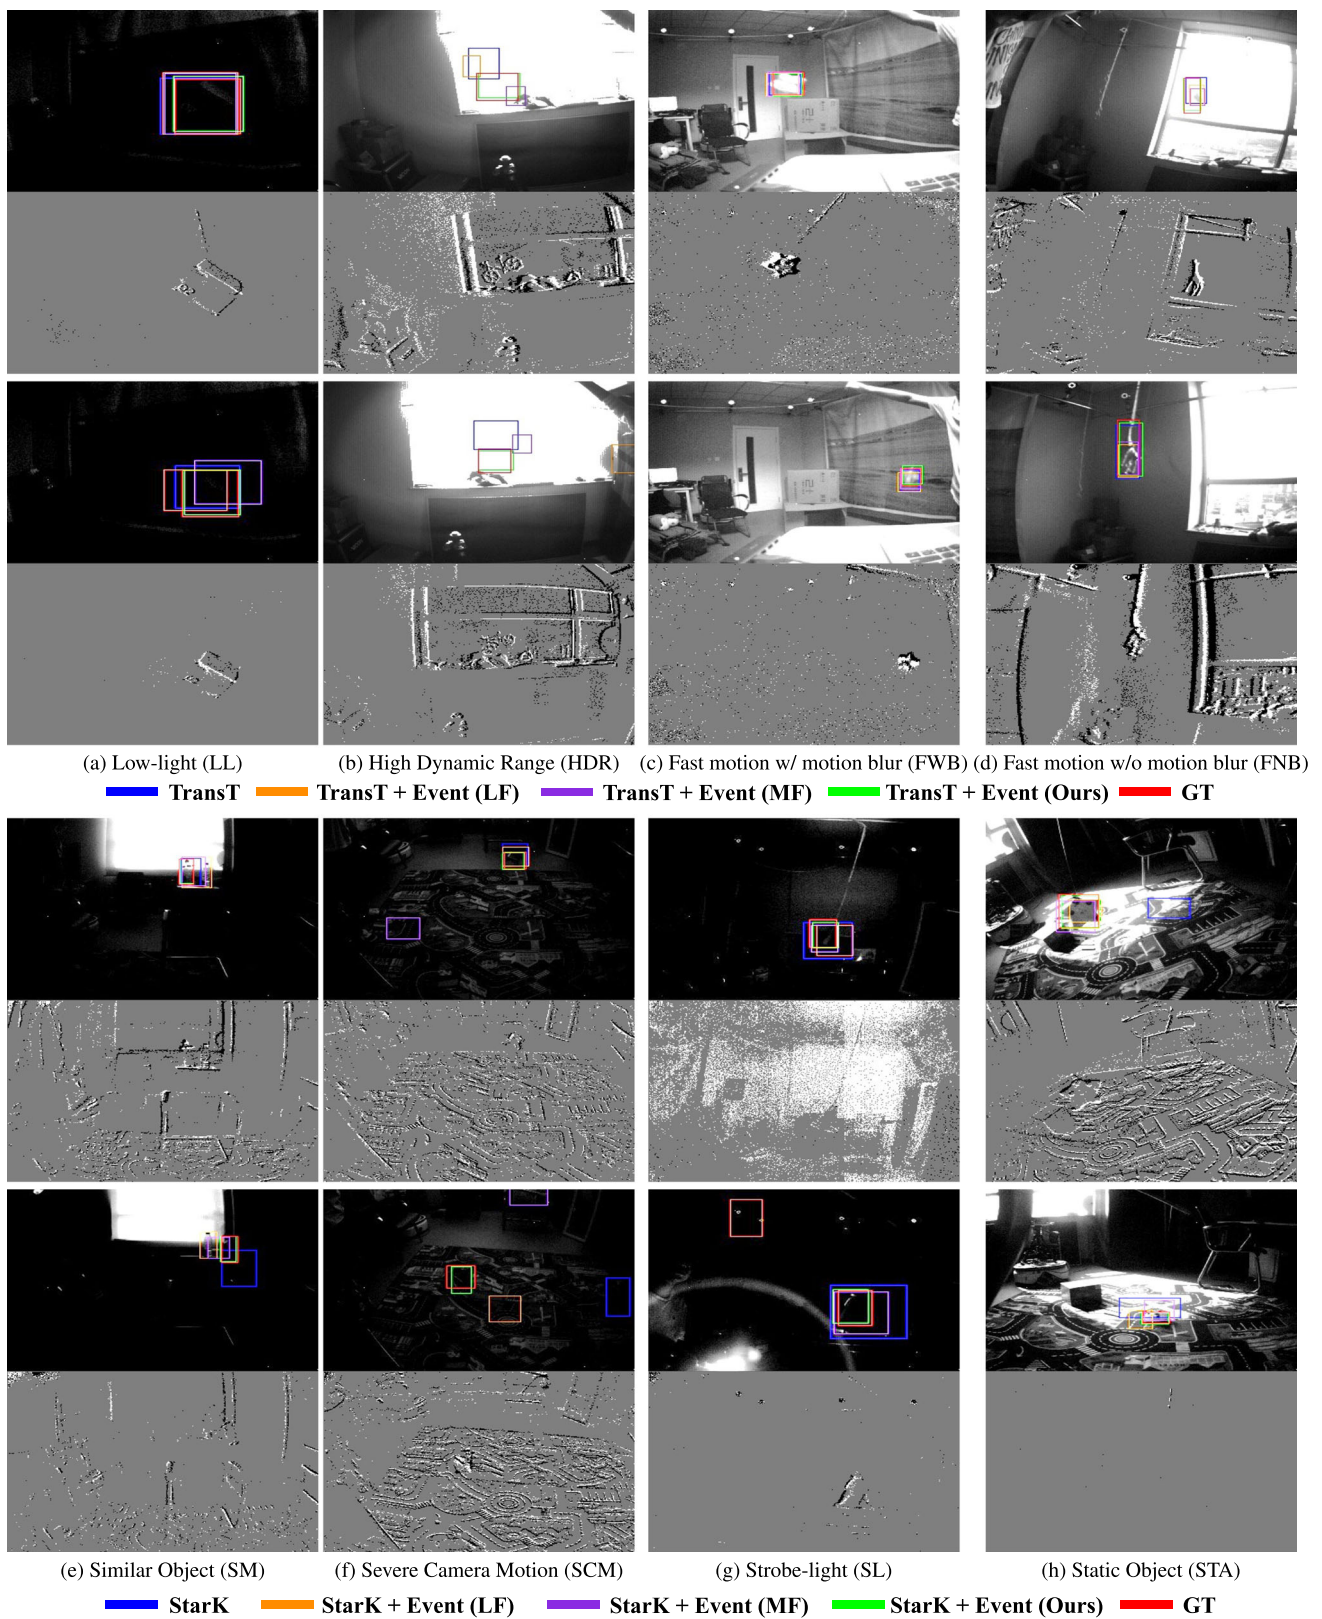 (a) Low-light (LL)
(b) High Dynamic Range (HDR)
(c) Fast motion w/ motion blur (FWB)
(d) Fast motion w/o motion blur (FNB)
TransT
TransT + Event (LF)
TransT + Event (MF)
TransT + Event (Ours)
GT
(e) Similar Object (SM)
(f) Severe Camera Motion (SCM)
(g) Strobe-light (SL)
(h) Static Object (STA)
StarK
StarK + Event (LF)
StarK + Event (MF)
StarK + Event (Ours)
GT